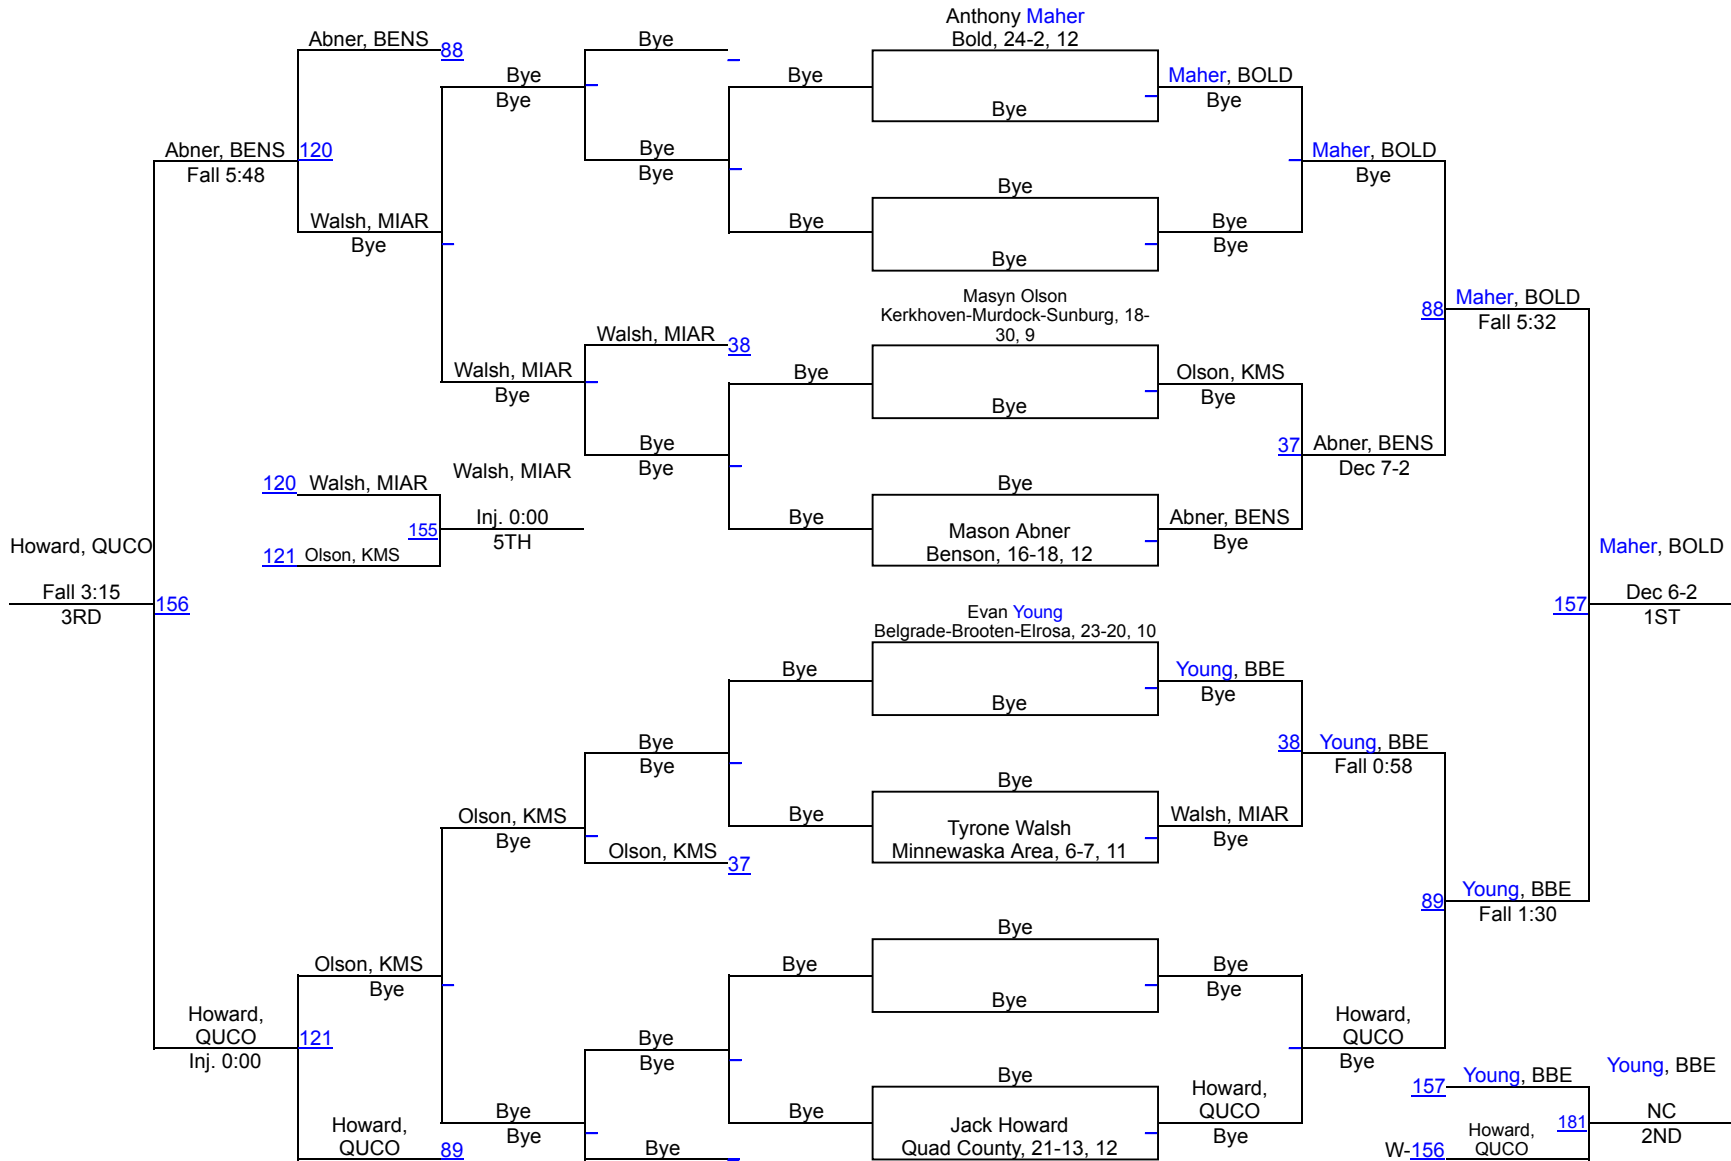 Anthony Maher
Bold, 24-2, 12
Abner, BENS
88
Bye
Bye
Bye
Bye
Maher, BOLD
Bye
Bye
Abner, BENS
120
Fall 5:48
Bye
Bye
Maher, BOLD
Bye
Walsh, MIAR
Bye
Bye
Bye
Bye
Bye
Bye
Masyn Olson
Kerkhoven-Murdock-Sunburg, 18-
30, 9
88
Maher, BOLD
Fall 5:32
Walsh, MIAR
38
Walsh, MIAR
Bye
Bye
Bye
Olson, KMS
Bye
Bye
Bye
37
Abner, BENS
Dec 7-2
120
Walsh, MIAR
Walsh, MIAR
155
Inj. 0:00
5TH
121
Olson, KMS
Bye
Bye
Mason Abner
Benson, 16-18, 12
Abner, BENS
Bye
Howard, QUCO
Fall 3:15
3RD
156
Maher, BOLD
157
Dec 6-2
1ST
Evan Young
Belgrade-Brooten-Elrosa, 23-20, 10
Bye
Bye
Young, BBE
Bye
Bye
Bye
38
Young, BBE
Fall 0:58
Olson, KMS
Bye
Olson, KMS
37
Bye
Bye
Tyrone Walsh
Minnewaska Area, 6-7, 11
Walsh, MIAR
Bye
89
Young, BBE
Fall 1:30
Olson, KMS
Bye
Bye
Bye
Bye
Bye
Bye
Howard,
QUCO
Inj. 0:00
121
Bye
Bye
Howard,
QUCO
Bye
Howard,
QUCO
89
Bye
Bye
Bye
Bye
Bye
Jack Howard
Quad County, 21-13, 12
Howard,
QUCO
Bye
157
Young, BBE
Young, BBE
181
NC
2ND
W-156
Howard,
QUCO